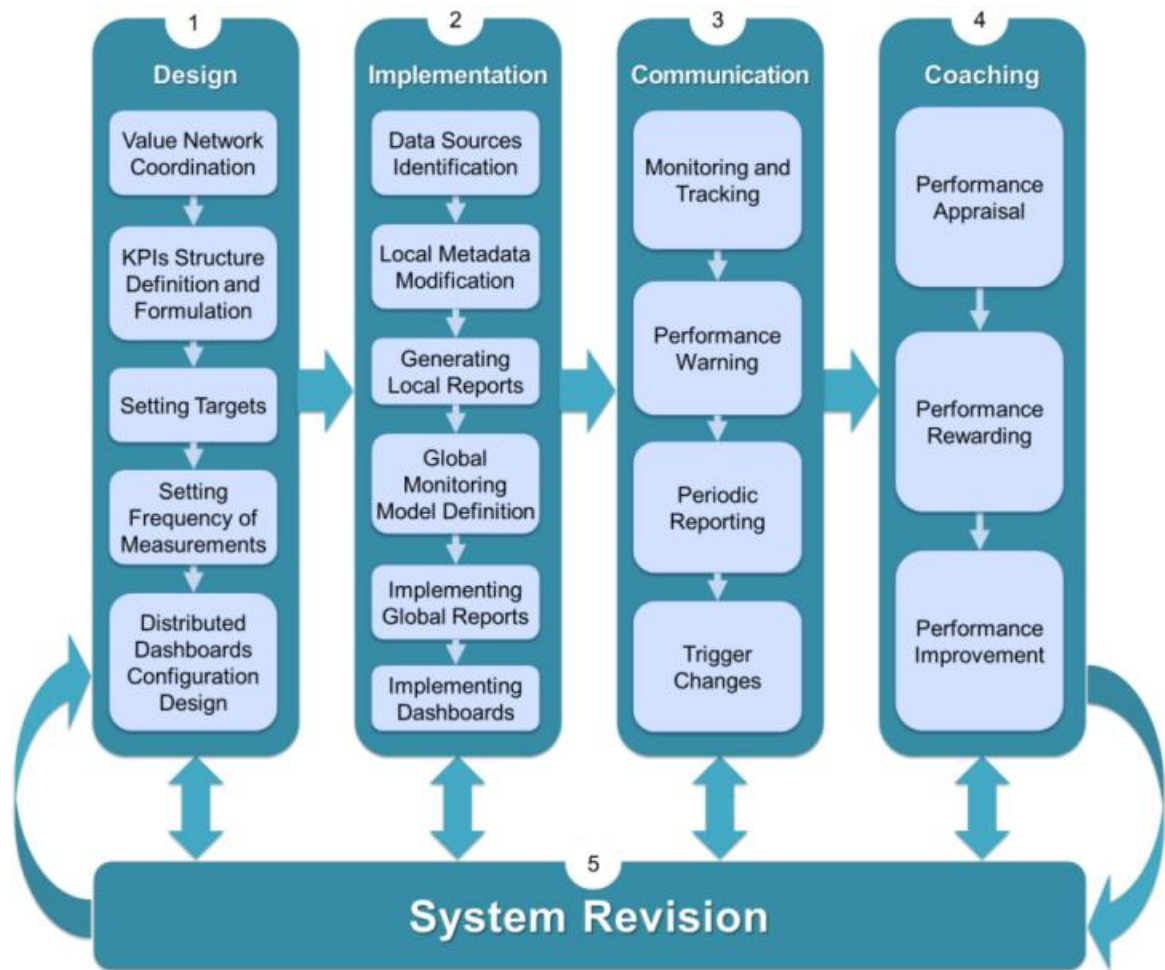 1
Design
Value Network
Coordination
KPIs Structure
Definition and
Formulation
Setting Targets
Setting
Frequency of
Measurements
Distributed
Dashboards
Configuration
Design
2
Implementation
Data Sources
Identification
Local Metadata
Modification
Generating
Local Reports
Global
Monitoring
Model Definition
Implementing
Global Reports
Implementing
Dashboards
3
Communication
Monitoring and
Tracking
Performance
Warning
Periodic
Reporting
Trigger
Changes
4
Coaching
Performance
Appraisal
Performance
Rewarding
Performance
Improvement
5
System Revision